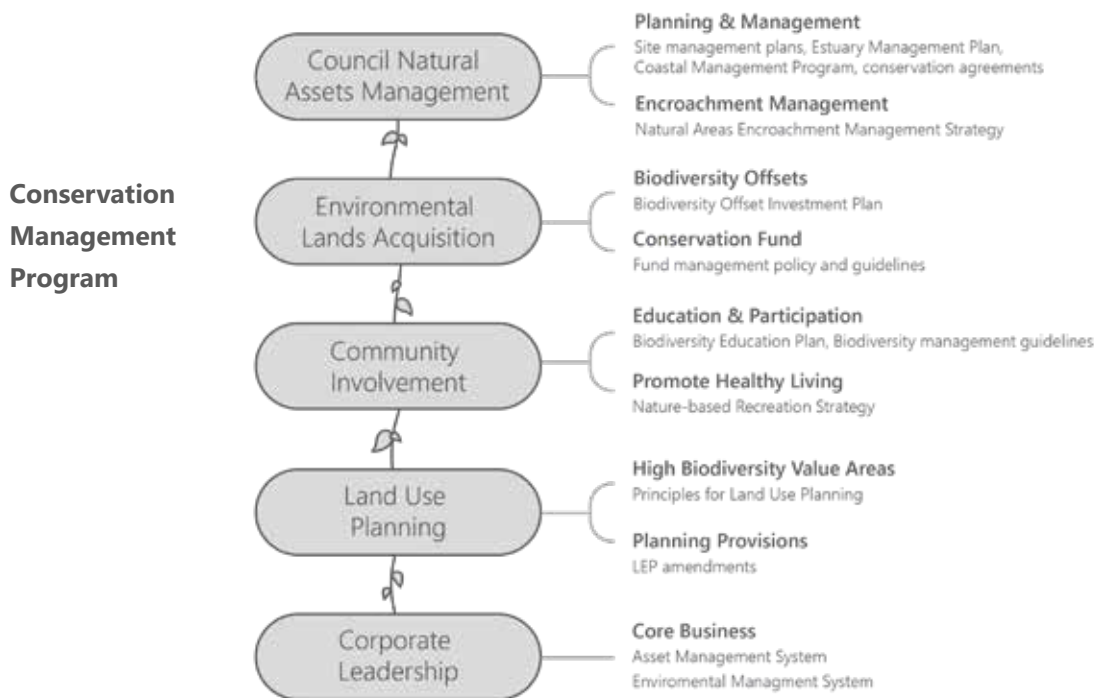 Conservation
Management
Program
Council Natural
Assets Management
Planning & Management
Site management plans, Estuary Management Plan,
Coastal Management Program, conservation agreements
Encroachment Management
Natural Areas Encroachment Management Strategy
Environmental
Lands Acquisition
Biodiversity Offsets
Biodiversity Offset Investment Plan
Conservation Fund
Fund management policy and guidelines
Community
Involvement
Education & Participation
Biodiversity Education Plan, Biodiversity management guidelines
Promote Healthy Living
Nature-based Recreation Strategy
Land Use
Planning
High Biodiversity Value Areas
Principles for Land Use Planning
Planning Provisions
LEP amendments
Corporate
Leadership
Core Business
Asset Management System
Enviromental Managment System